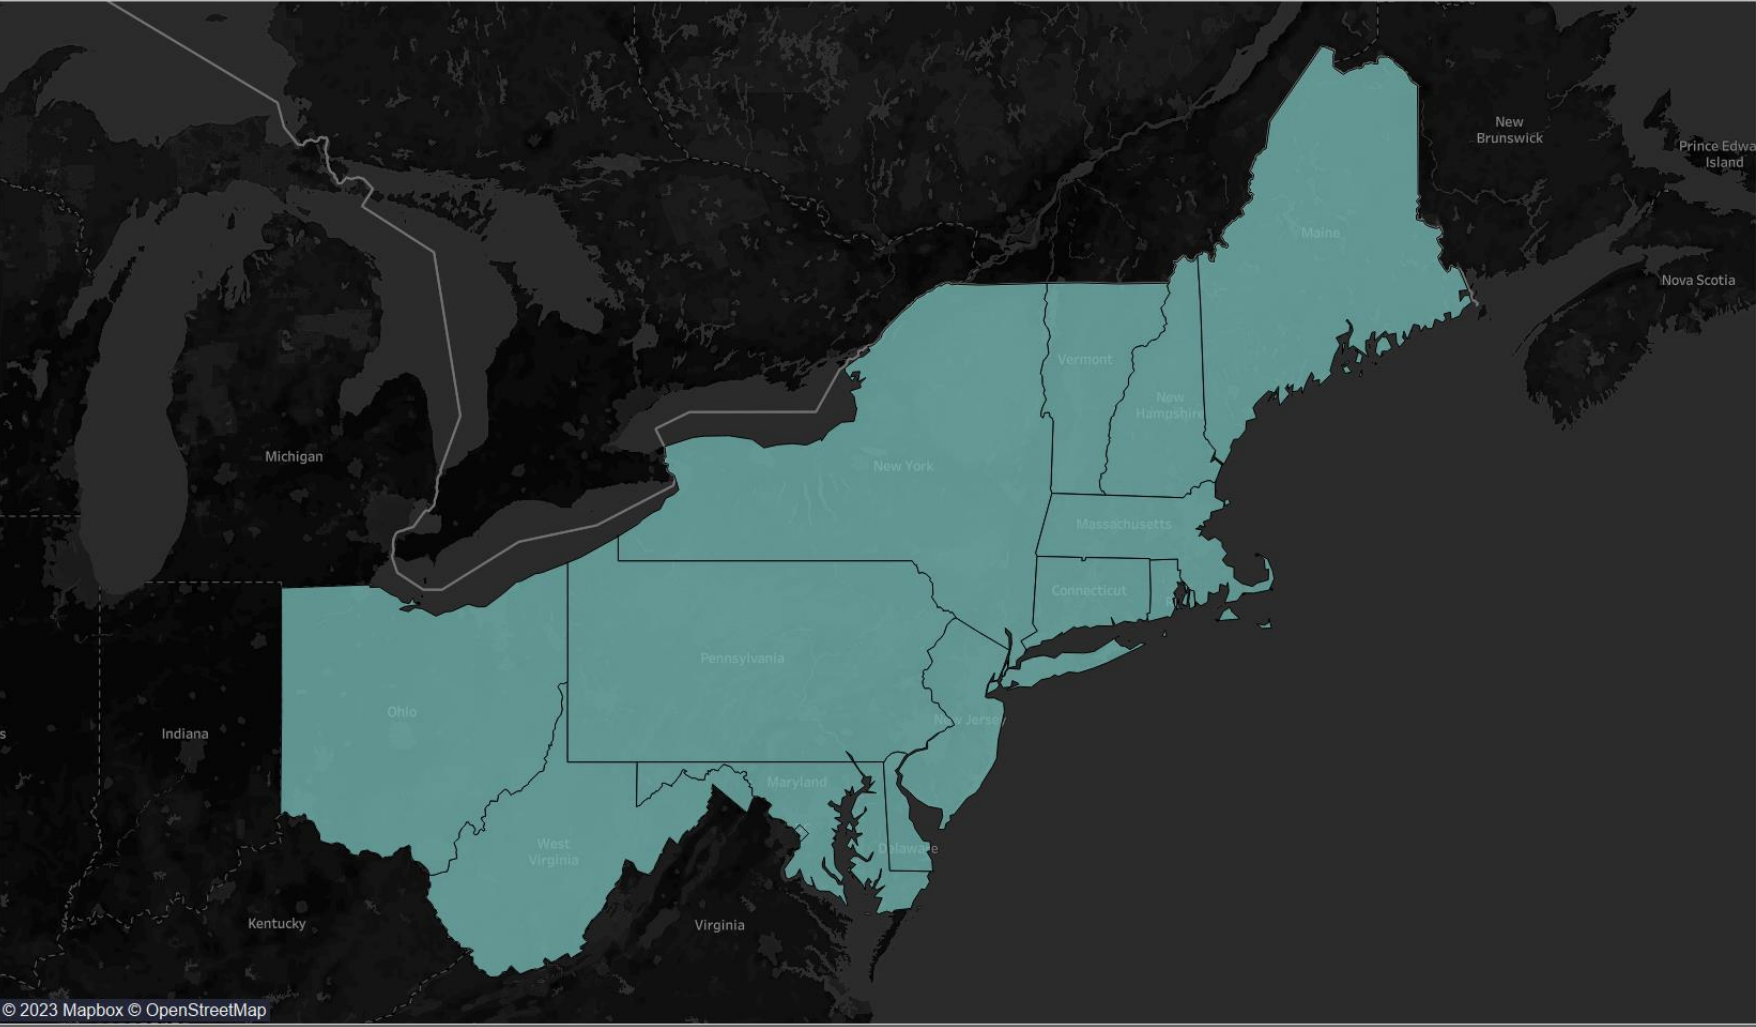 New
Brunswick
Prince Edwa
Island
Maine
Nova Scotia
Vermont
New
Hampshire
Michigan
New York
Massachusetts
Connecticut
Pennsylvania
Ohio
New Jersey
Indiana
Maryland
West
Virginia
Delaware
Kentucky
Virginia
© 2023 Mapbox © OpenStreetMap